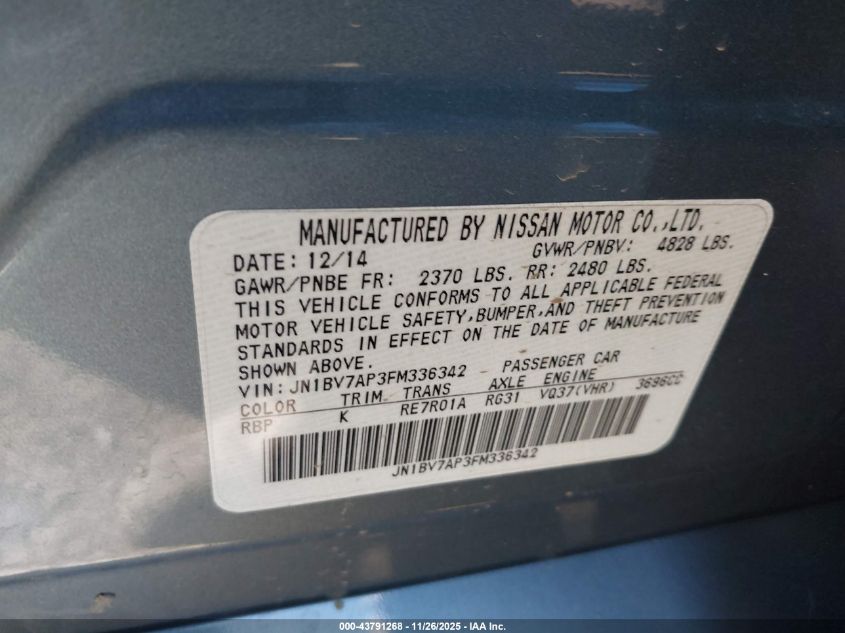 MANUFACTURED BY NISSAN MOTOR CO.,LTD.
DATE: 12/14 GVWR/PNBV: 4828 LBS.
GAWR/PNBE FR: 2370 LBS. RR: 2480 LBS.
THIS VEHICLE CONFORMS TO ALL APPLICABLE FEDERAL
MOTOR VEHICLE SAFETY,BUMPER,AND THEFT PREVENTION
STANDARDS IN EFFECT ON THE DATE OF MANUFACTURE
SHOWN ABOVE.
VIN: JN1BV7AP3FM336342 PASSENGER CAR
COLOR TRIM TRANS AXLE ENGINE
RBP K RE7R01A RG31 VQ37(VHR) 3696CC
JN1BV7AP3FM336342
000-43791268 - 11/26/2025 - IAA Inc.